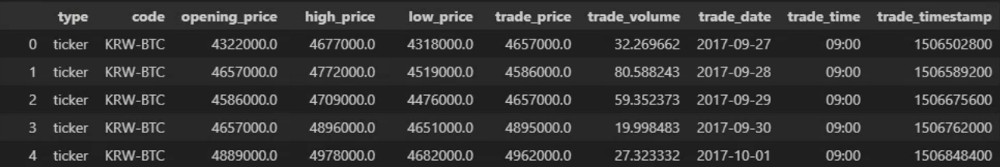 type code opening_price high_price low_price trade_price trade_volume trade_date trade_time trade_timestamp
0 ticker KRW-BTC 4322000.0 4677000.0 4318000.0 4657000.0 32.269662 2017-09-27 09:00 1506502800
1 ticker KRW-BTC 4657000.0 4772000.0 4519000.0 4586000.0 80.588243 2017-09-28 09:00 1506589200
2 ticker KRW-BTC 4586000.0 4709000.0 4476000.0 4657000.0 59.352373 2017-09-29 09:00 1506675600
3 ticker KRW-BTC 4657000.0 4896000.0 4651000.0 4895000.0 19.998483 2017-09-30 09:00 1506762000
4 ticker KRW-BTC 4889000.0 4978000.0 4682000.0 4962000.0 27.323332 2017-10-01 09:00 1506848400